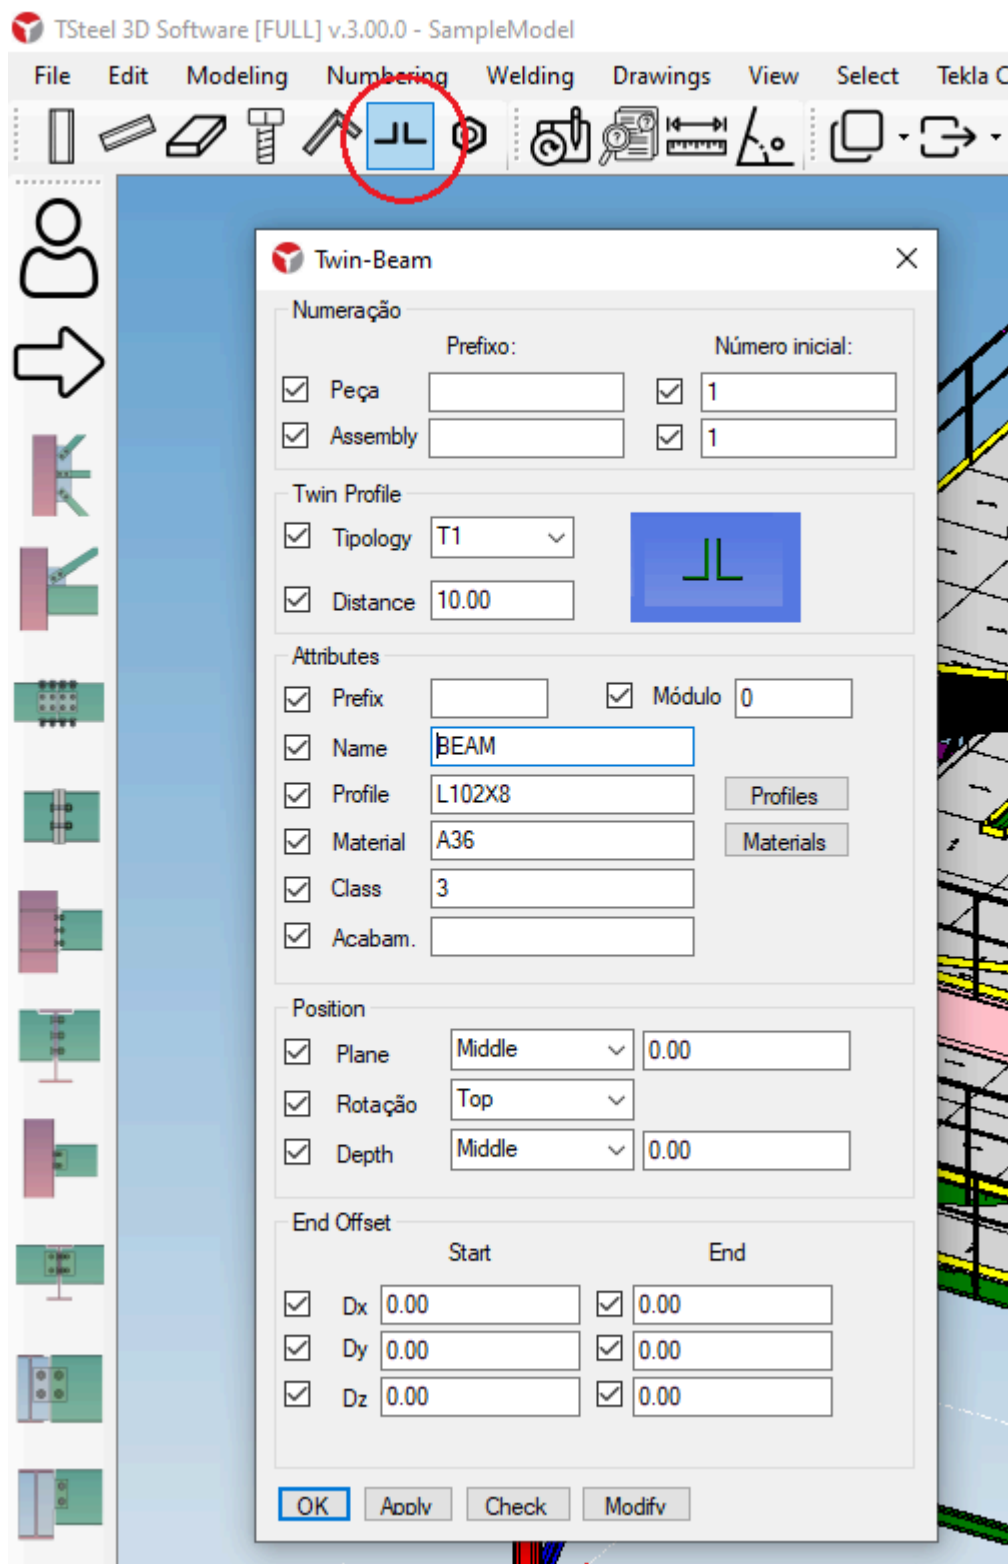 TSteel 3D Software [FULL] v.3.00.0 - SampleModel
File Edit Modeling Numbering Welding Drawings View Select Tekla
Twin-Beam
Numeração
Prefixo: Número inicial:
Peça 1
Assembly 1
Twin Profile
Tipology T1
Distance 10.00
Attributes
Prefix Módulo 0
Name BEAM
Profile L102X8 Profiles
Material A36 Materials
Class 3
Acabam.
Position
Plane Middle 0.00
Rotação Top
Depth Middle 0.00
End Offset
Start End
Dx 0.00 0.00
Dy 0.00 0.00
Dz 0.00 0.00
OK Apply Check Modify